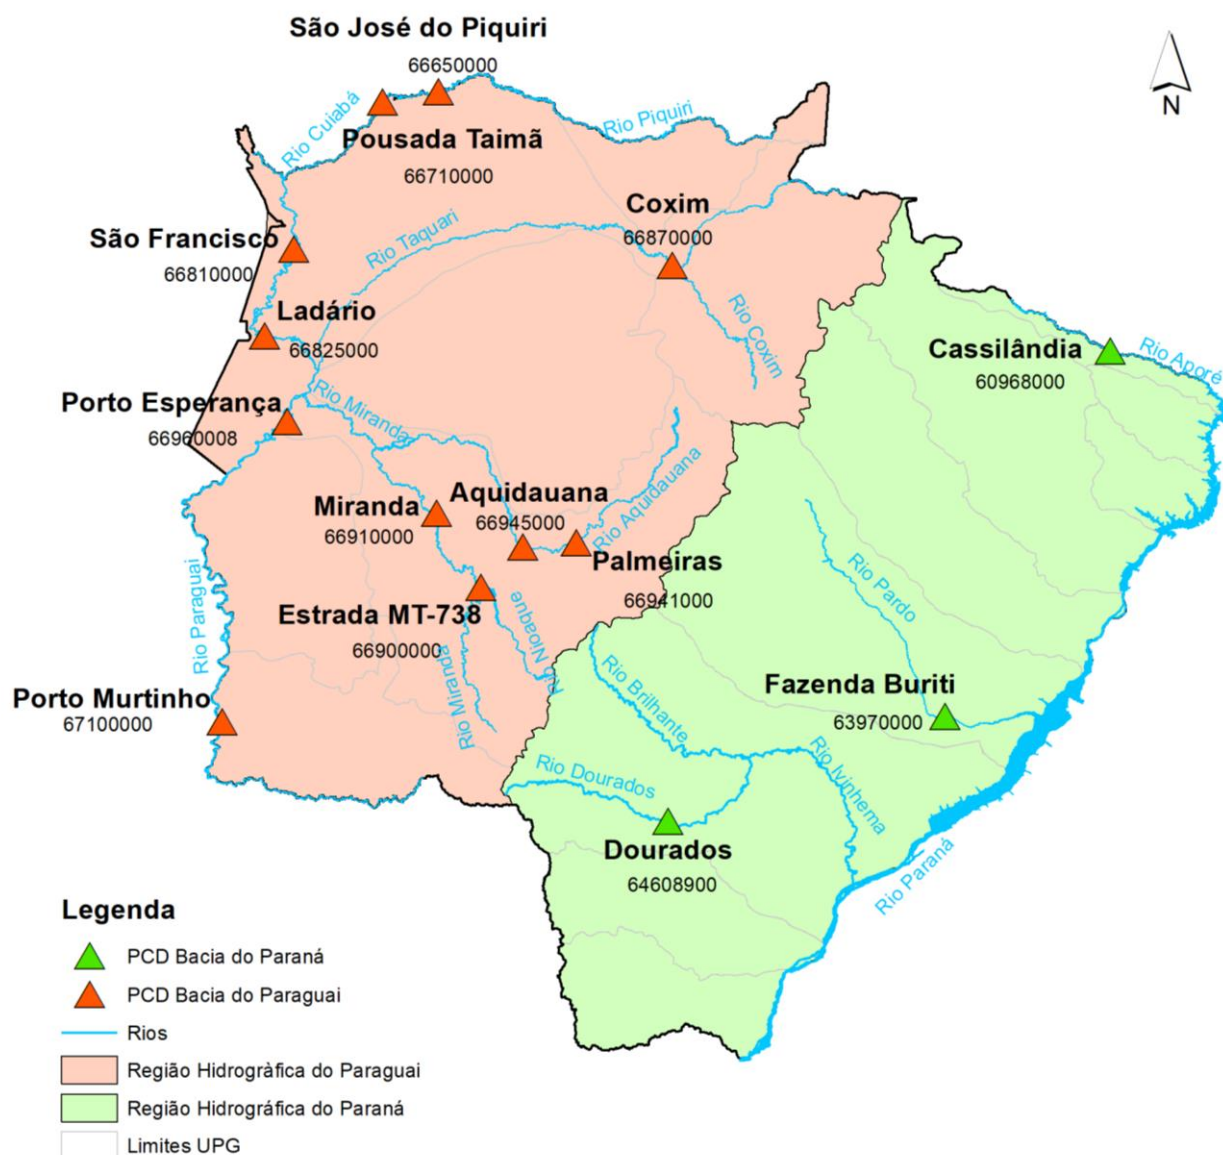 São José do Piquiri
66650000
N
Rio Cuiabá
Rio Piquiri
Pousada Taimã
66710000
Coxim
66870000
São Francisco
66810000
Rio Taquari
Ladário
66825000
Rio Coxim
Cassilândia
60968000
Rio Aporé
Porto Esperança
66960008
Rio Miranda
Miranda
66910000
Aquidauana
66945000
Rio Aquidauana
Palmeiras
66941000
Rio Paraguai
Estrada MT-738
66900000
Rio Nioaque
Rio Miranda
Rio Pardo
Porto Murtinho
67100000
Rio Brilhante
Fazenda Buriti
63970000
Rio Dourados
Rio Ivinhema
Dourados
64608900
Rio Paraná
Legenda
PCD Bacia do Paraná
PCD Bacia do Paraguai
Rios
Região Hidrogràfica do Paraguai
Região Hidrográfica do Paraná
Limites UPG